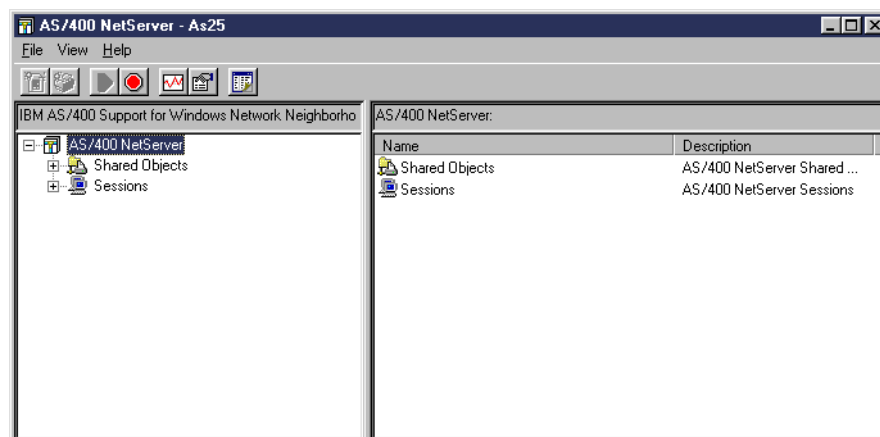 AS/400 NetServer - As25
File View Help
IBM AS/400 Support for Windows Network Neighborho
AS/400 NetServer:
AS/400 NetServer
Shared Objects
Sessions
Name Description
Shared Objects AS/400 NetServer Shared ...
Sessions AS/400 NetServer Sessions